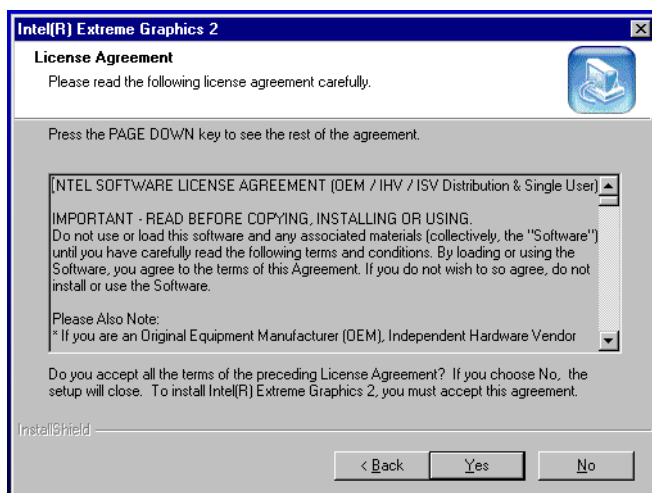 Intel(R) Extreme Graphics 2
License Agreement
Please read the following license agreement carefully.
Press the PAGE DOWN key to see the rest of the agreement.
INTEL SOFTWARE LICENSE AGREEMENT (OEM / IHV / ISV Distribution & Single User)
IMPORTANT - READ BEFORE COPYING, INSTALLING OR USING.
Do not use or load this software and any associated materials (collectively, the "Software")
until you have carefully read the following terms and conditions. By loading or using the
Software, you agree to the terms of this Agreement. If you do not wish to so agree, do not
install or use the Software.
Please Also Note:
* If you are an Original Equipment Manufacturer (OEM), Independent Hardware Vendor
Do you accept all the terms of the preceding License Agreement? If you choose No, the
setup will close. To install Intel(R) Extreme Graphics 2, you must accept this agreement.
InstallShield
< Back
Yes
No